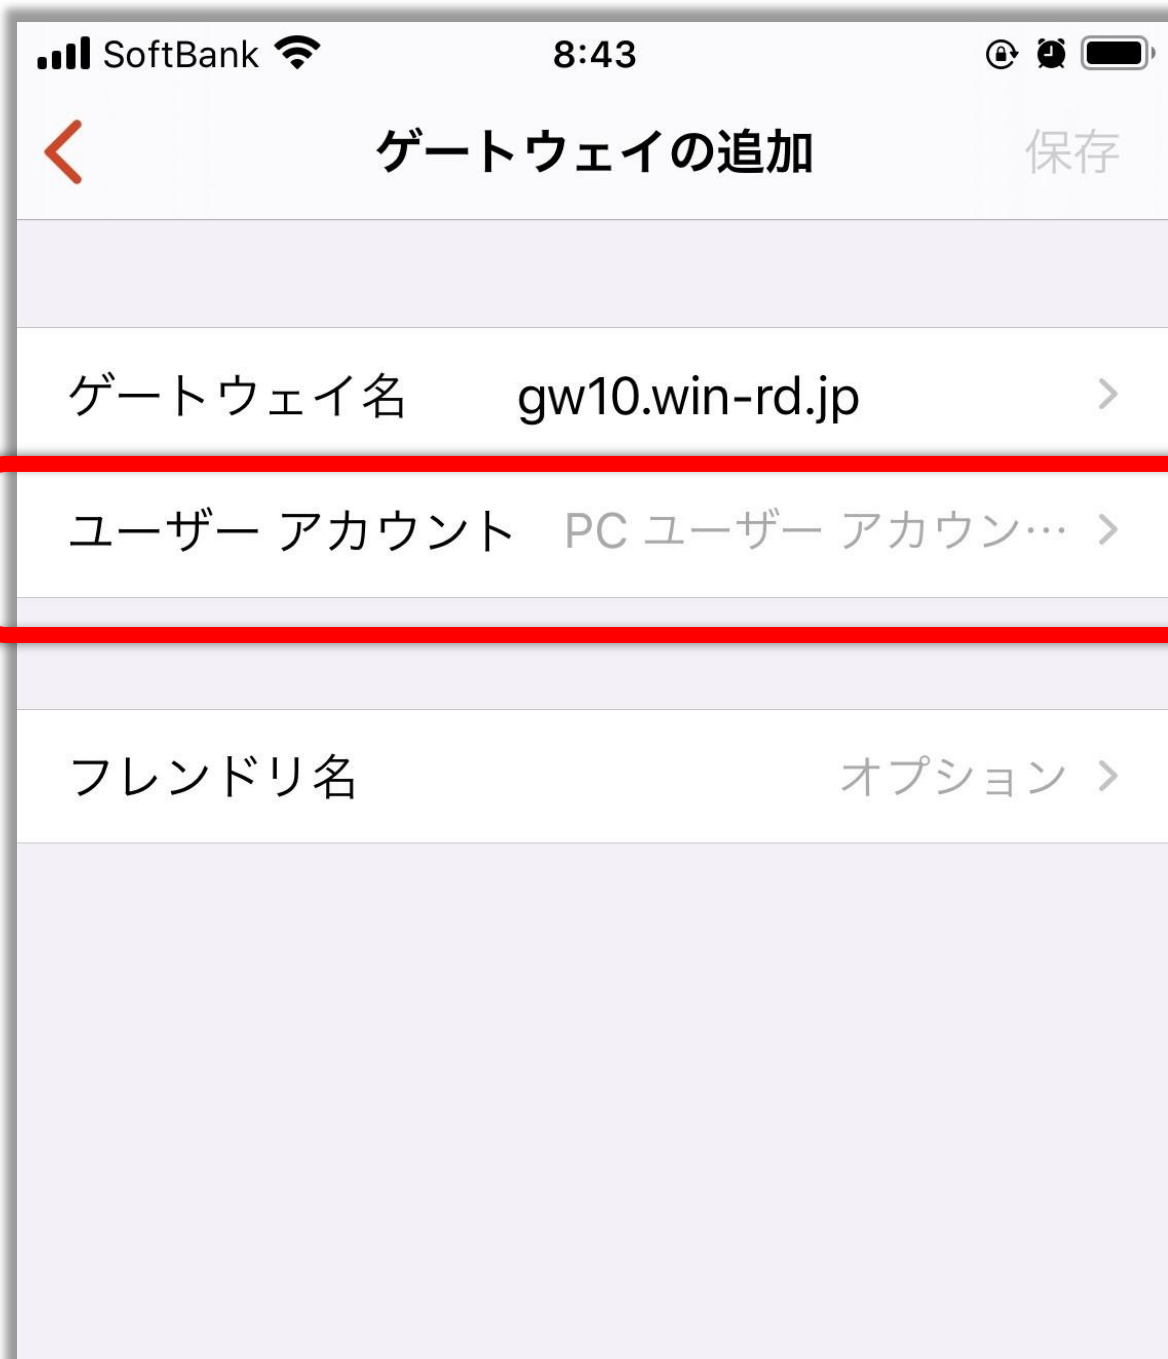 SoftBank 8:43
ゲートウェイの追加 保存
ゲートウェイ名 gw10.win-rd.jp
ユーザー アカウント PC ユーザー アカウン…
フレンドリ名 オプション